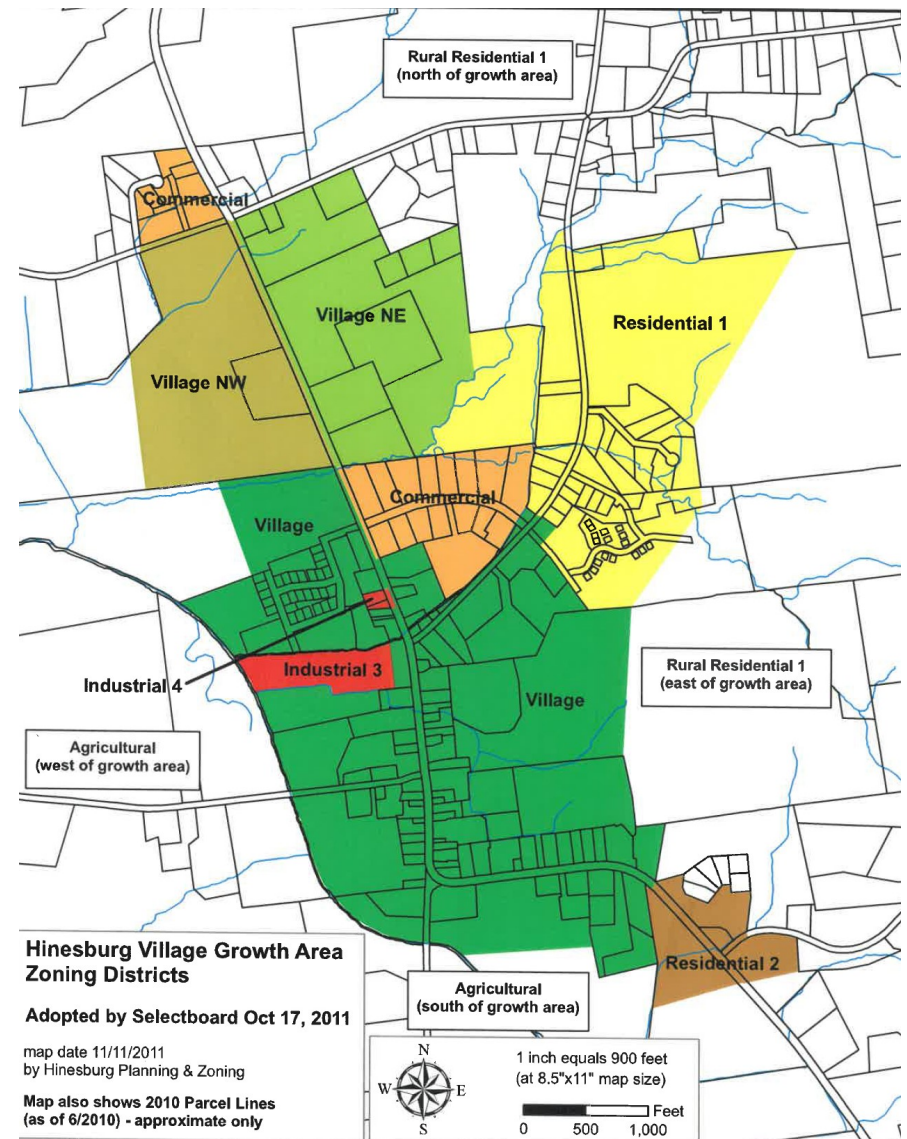 Rural Residential 1
(north of growth area)
Commercial
Village NE
Residential 1
Village NW
Commercial
Village
Industrial 3
Industrial 4
Village
Rural Residential 1
(east of growth area)
Agricultural
(west of growth area)
Residential 2
Agricultural
(south of growth area)
Hinesburg Village Growth Area
Zoning Districts
Adopted by Selectboard Oct 17, 2011
map date 11/11/2011
by Hinesburg Planning & Zoning
Map also shows 2010 Parcel Lines
(as of 6/2010) - approximate only
N
W
E
S
1 inch equals 900 feet
(at 8.5"x11" map size)
Feet
0 500 1,000